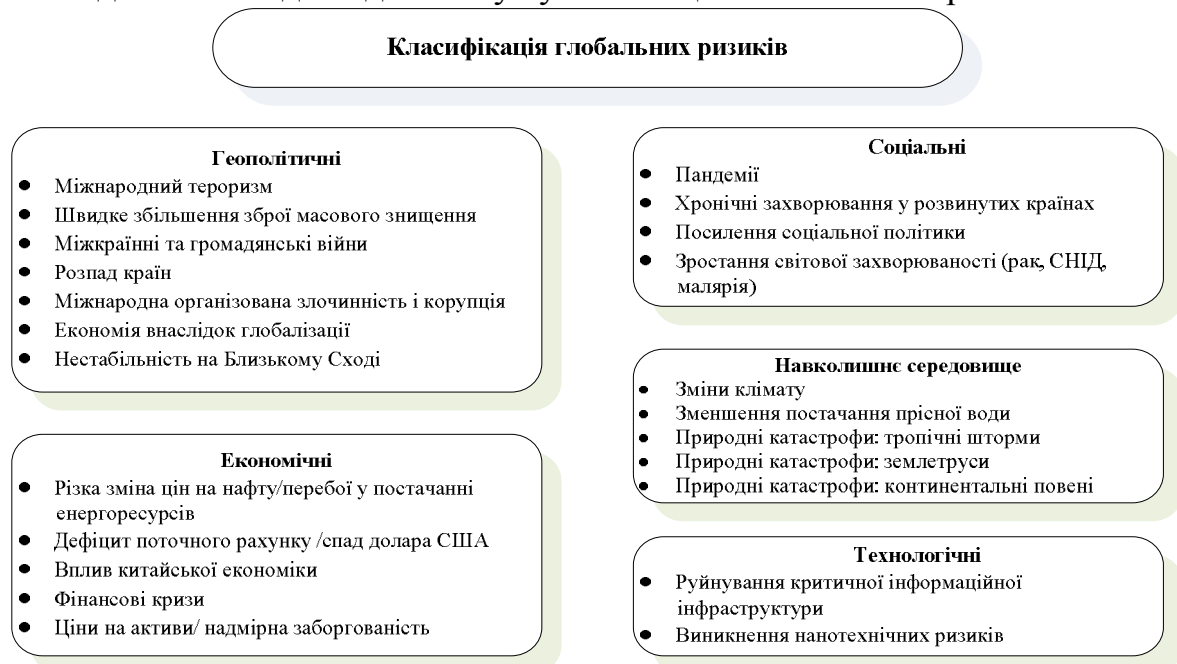 Класифікація глобальних ризиків
Геополітичні
● Міжнародний тероризм
● Швидке збільшення зброї масового знищення
● Міжкраїнні та громадянські війни
● Розпад країн
● Міжнародна організована злочинність і корупція
● Економія внаслідок глобалізації
● Нестабільність на Близькому Сході
Економічні
● Різка зміна цін на нафту/перебої у постачанні
енергоресурсів
● Дефіцит поточного рахунку /спад долара США
● Вплив китайської економіки
● Фінансові кризи
● Ціни на активи/ надмірна заборгованість
Соціальні
● Пандемії
● Хронічні захворювання у розвинутих країнах
● Посилення соціальної політики
● Зростання світової захворюваності (рак, СНІД,
малярія)
Навколишнє середовище
● Зміни клімату
● Зменшення постачання прісної води
● Природні катастрофи: тропічні шторми
● Природні катастрофи: землетруси
● Природні катастрофи: континентальні повені
Технологічні
● Руйнування критичної інформаційної
інфраструктури
● Виникнення нанотехнічних ризиків